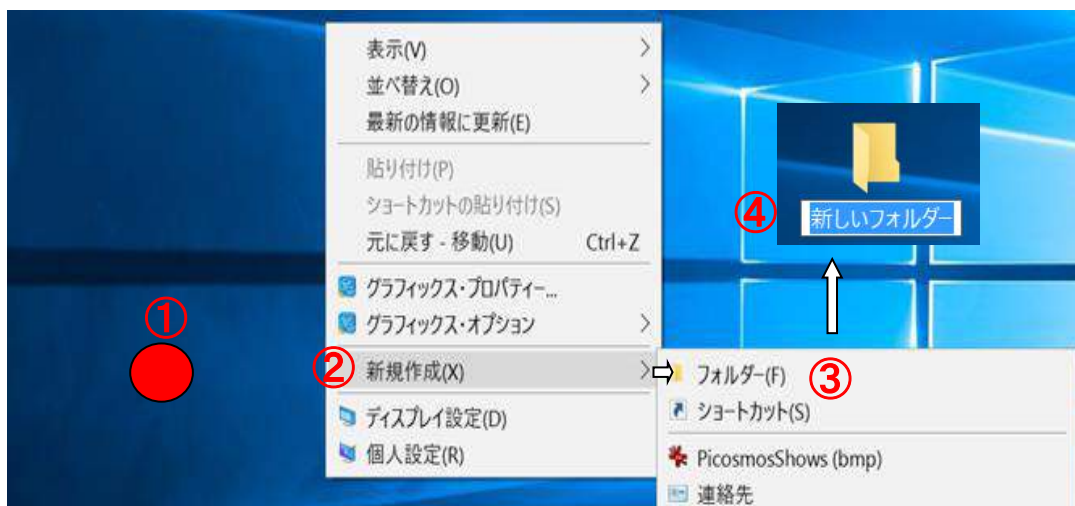 表示(V)
並べ替え(O)
最新の情報に更新(E)
貼り付け(P)
ショートカットの貼り付け(S)
元に戻す - 移動(U) Ctrl+Z
グラフィックス・プロパティー...
グラフィックス・オプション
①
② 新規作成(X)
ディスプレイ設定(D)
個人設定(R)
フォルダー(F) ③
ショートカット(S)
PicosmosShows (bmp)
連絡先
④ 新しいフォルダー